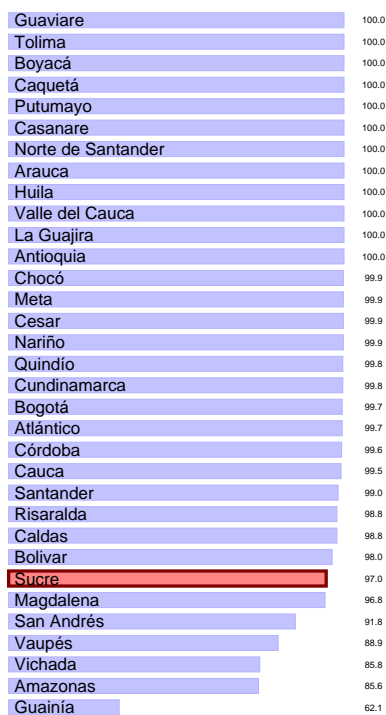 Guaviare 100.0
Tolima 100.0
Boyacá 100.0
Caquetá 100.0
Putumayo 100.0
Casanare 100.0
Norte de Santander 100.0
Arauca 100.0
Huila 100.0
Valle del Cauca 100.0
La Guajira 100.0
Antioquia 100.0
Chocó 99.9
Meta 99.9
Cesar 99.9
Nariño 99.9
Quindío 99.8
Cundinamarca 99.8
Bogotá 99.7
Atlántico 99.7
Córdoba 99.6
Cauca 99.5
Santander 99.0
Risaralda 98.8
Caldas 98.8
Bolivar 98.0
Sucre 97.0
Magdalena 96.8
San Andrés 91.8
Vaupés 88.9
Vichada 85.8
Amazonas 85.6
Guainía 62.1